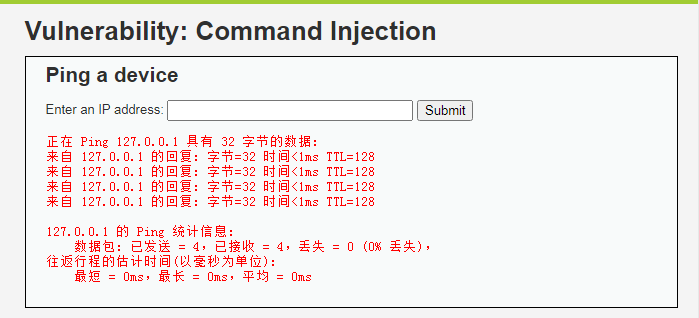 Vulnerability: Command Injection
Ping a device
Enter an IP address: Submit
正在 Ping 127.0.0.1 具有 32 字节的数据:
来自 127.0.0.1 的回复: 字节=32 时间<1ms TTL=128
来自 127.0.0.1 的回复: 字节=32 时间<1ms TTL=128
来自 127.0.0.1 的回复: 字节=32 时间<1ms TTL=128
来自 127.0.0.1 的回复: 字节=32 时间<1ms TTL=128
127.0.0.1 的 Ping 统计信息:
数据包: 已发送 = 4，已接收 = 4，丢失 = 0 (0% 丢失)，
往返行程的估计时间(以毫秒为单位):
最短 = 0ms，最长 = 0ms，平均 = 0ms